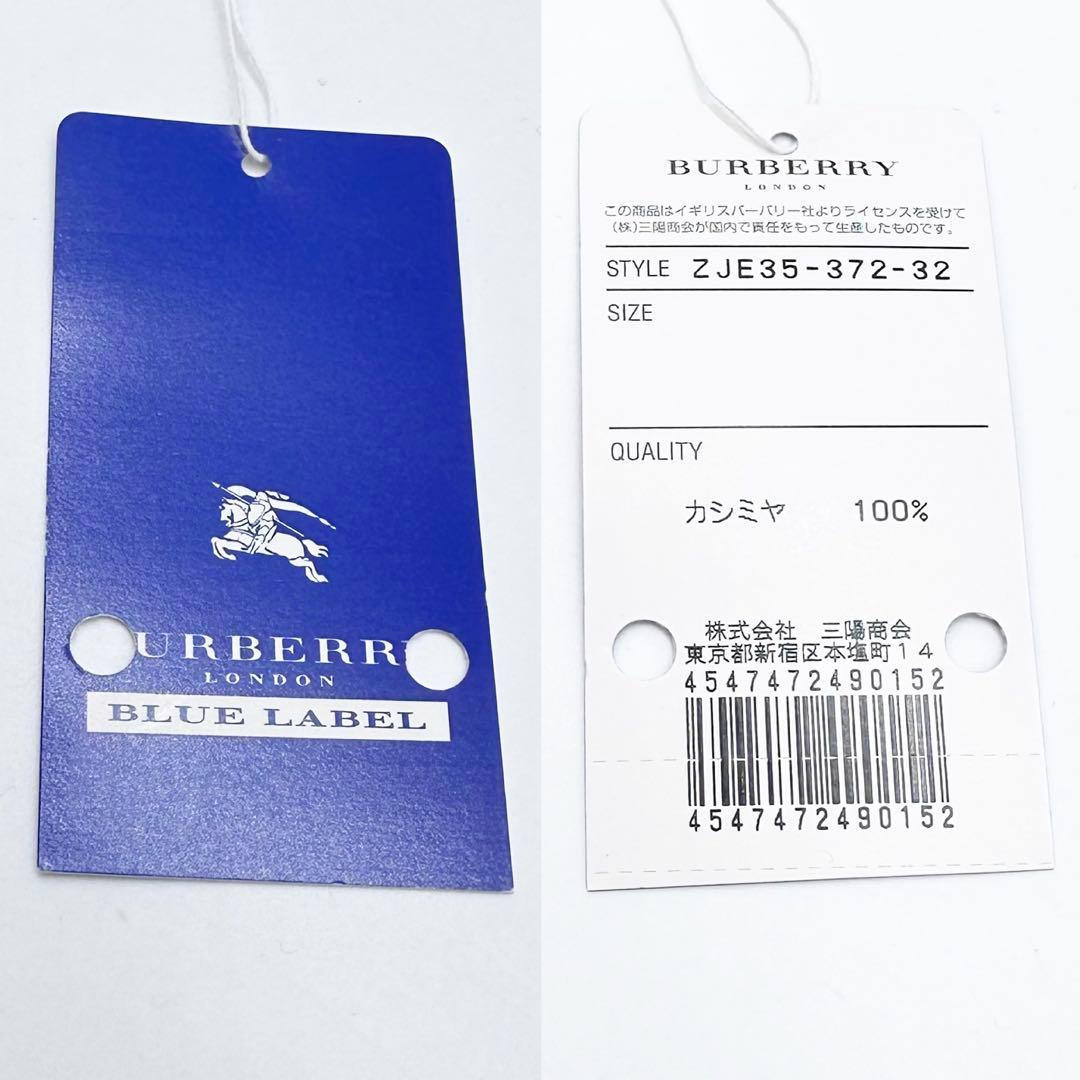 URBERR
LONDON
BLUE LABEL
BURBERRY
LONDON
この商品はイギリスバーバリー社よりライセンスを受けて
(株)三陽商会が国内で責任をもって生産したものです。
STYLE ZJE35-372-32
SIZE
QUALITY
カシミヤ 100%
株式会社 三陽商会
東京都新宿区本塩町14
4547472490152
4547472490152